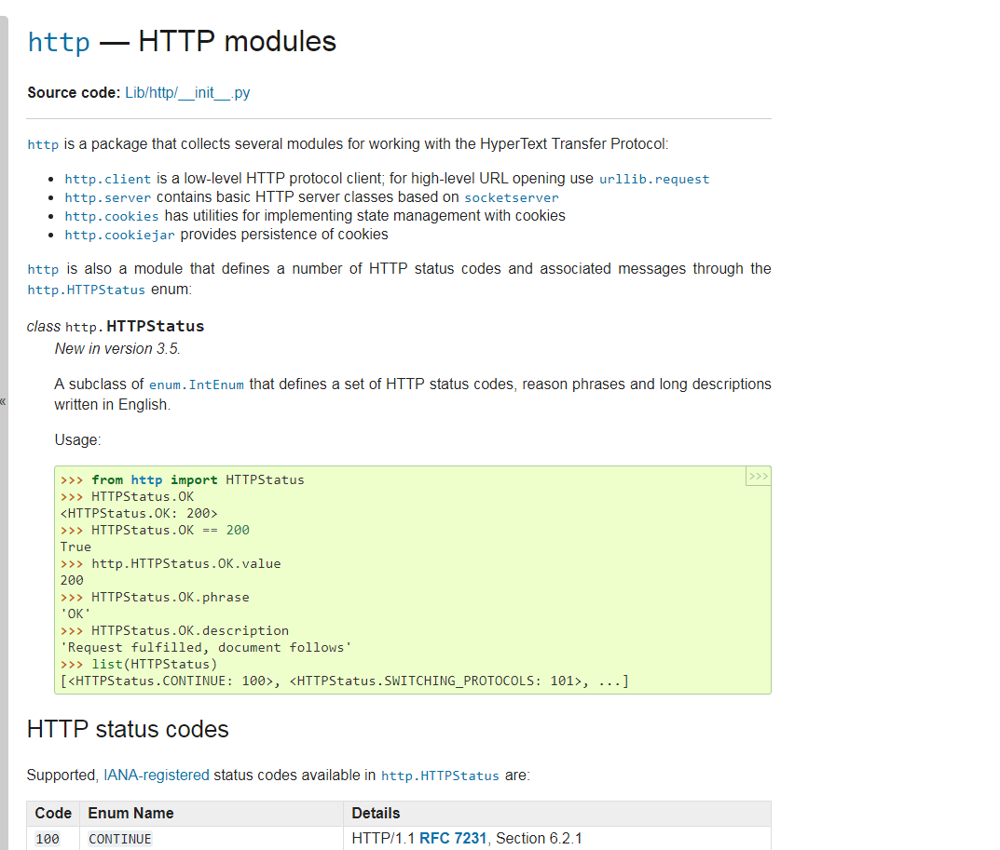 http — HTTP modules
Source code: Lib/http/__init__.py
http is a package that collects several modules for working with the HyperText Transfer Protocol:
• http.client is a low-level HTTP protocol client; for high-level URL opening use urllib.request
• http.server contains basic HTTP server classes based on socketserver
• http.cookies has utilities for implementing state management with cookies
• http.cookiejar provides persistence of cookies
http is also a module that defines a number of HTTP status codes and associated messages through the
http.HTTPStatus enum:
class http.HTTPStatus
New in version 3.5.
A subclass of enum.IntEnum that defines a set of HTTP status codes, reason phrases and long descriptions
«
written in English.
Usage:
>>> from http import HTTPStatus >>>
>>> HTTPStatus.OK
<HTTPStatus.OK: 200>
>>> HTTPStatus.OK == 200
True
>>> http.HTTPStatus.OK.value
200
>>> HTTPStatus.OK.phrase
'OK'
>>> HTTPStatus.OK.description
'Request fulfilled, document follows'
>>> list(HTTPStatus)
[<HTTPStatus.CONTINUE: 100>, <HTTPStatus.SWITCHING_PROTOCOLS: 101>, ...]
HTTP status codes
Supported, IANA-registered status codes available in http.HTTPStatus are:
Code Enum Name Details
100 CONTINUE HTTP/1.1 RFC 7231, Section 6.2.1